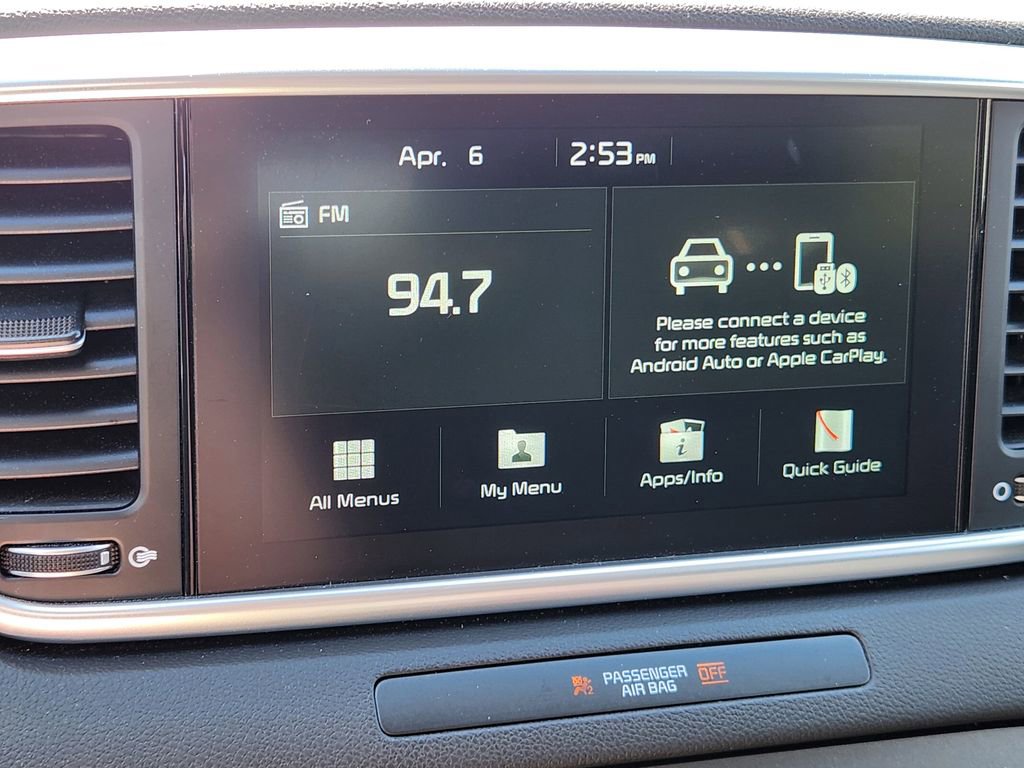 Apr. 6
2:53 PM
FM
94.7
Please connect a device
for more features such as
Android Auto or Apple CarPlay.
All Menus
My Menu
Apps/Info
Quick Guide
PASSENGER
AIR BAG
OFF
2